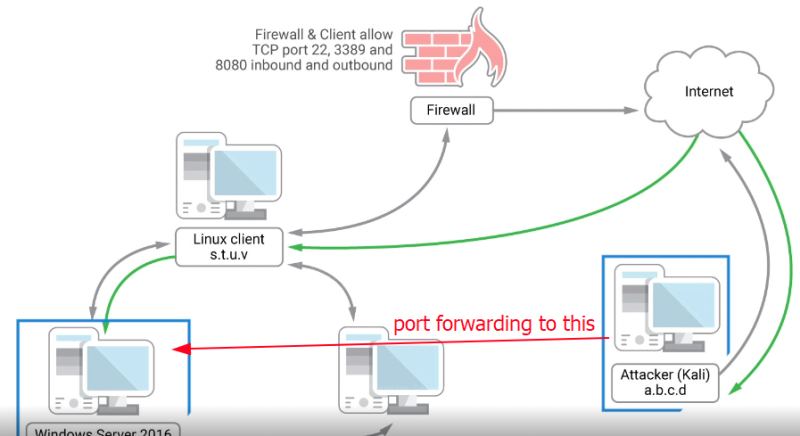 Firewall & Client allow
TCP port 22, 3389 and
8080 inbound and outbound
Firewall
Internet
Linux client
s.t.u.v
port forwarding to this
Attacker (Kali)
a.b.c.d
Windows Server 2016